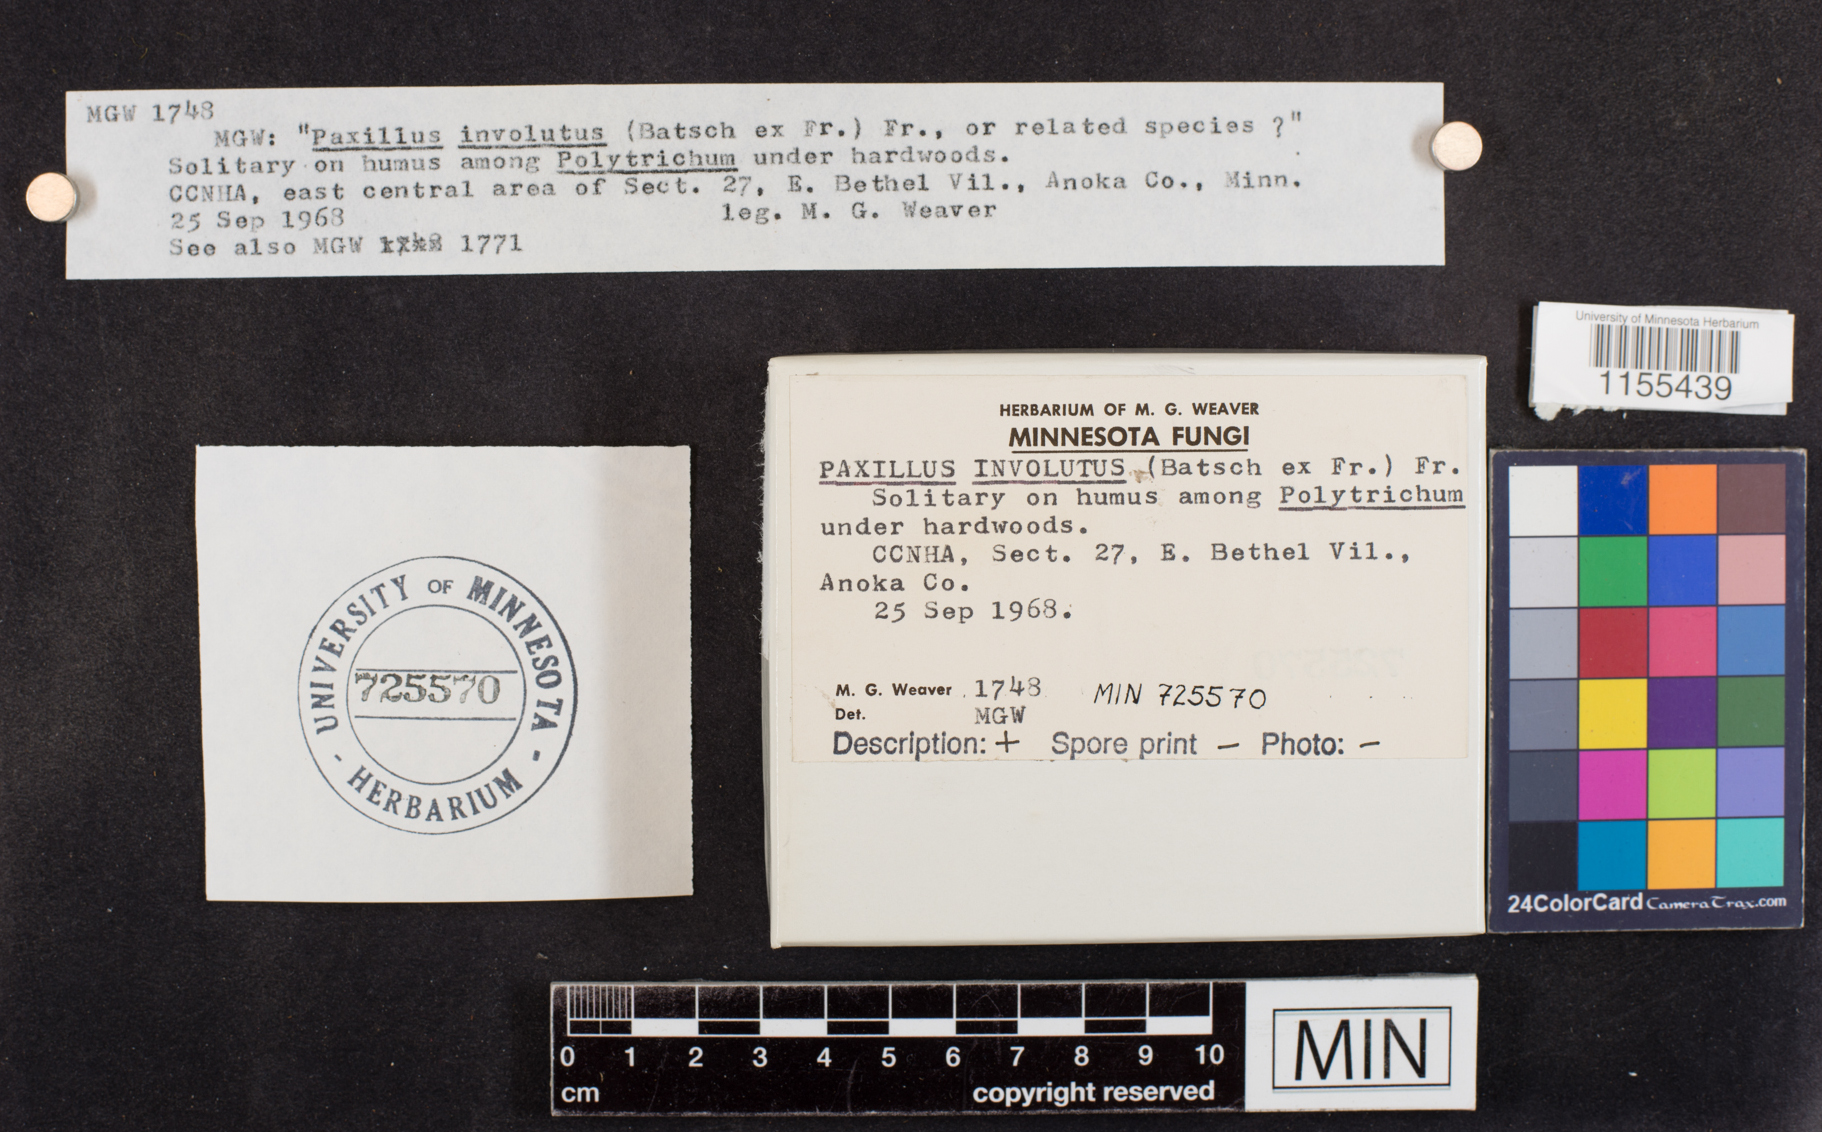 MGW 1748
MGW: "Paxillus involutus (Batsch ex Fr.) Fr., or related species ?"
Solitary on humus among Polytrichum under hardwoods.
CCNHA, east central area of Sect. 27, E. Bethel Vil., Anoka Co., Minn.
25 Sep 1968 leg. M. G. Weaver
See also MGW 1748 1771
University of Minnesota Herbarium
1155439
HERBARIUM OF M. G. WEAVER
MINNESOTA FUNGI
PAXILLUS INVOLUTUS (Batsch ex Fr.) Fr.
Solitary on humus among Polytrichum
under hardwoods.
CCNHA, Sect. 27, E. Bethel Vil.,
Anoka Co.
25 Sep 1968.
M. G. Weaver 1748 MIN 725570
Det. MGW
Description: + Spore print – Photo: –
UNIVERSITY OF MINNESOTA
725570
- HERBARIUM -
24ColorCard CameraTrax.com
0 1 2 3 4 5 6 7 8 9 10
cm copyright reserved
MIN